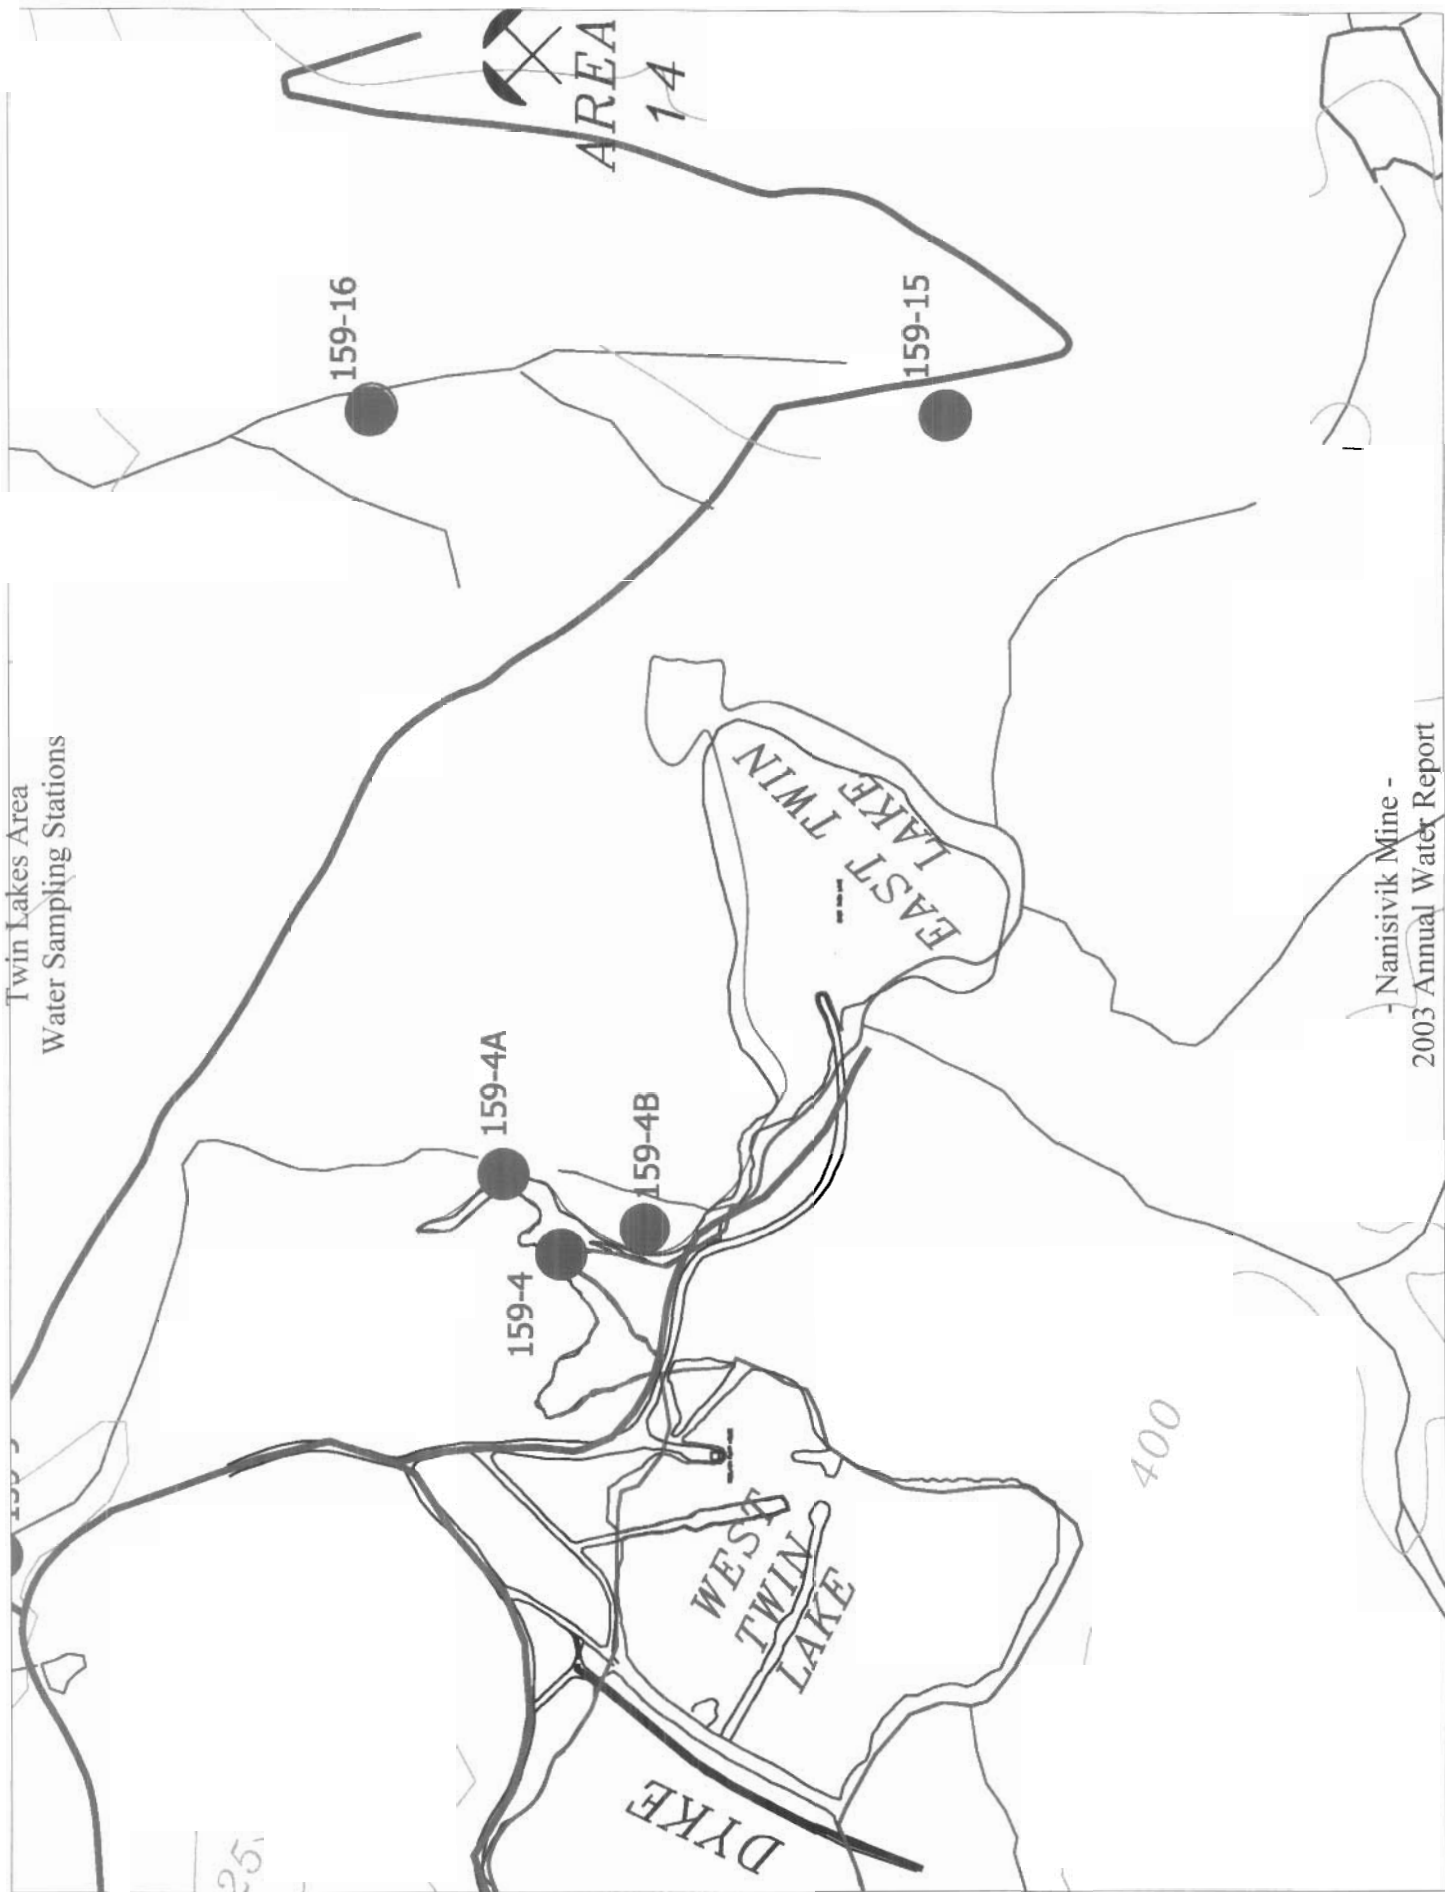 Twin Lakes Area
Water Sampling Stations
159-4A
159-4B
159-4
159-16
159-15
AREA
14
EAST TWIN
LAKE
WEST
TWIN
LAKE
DYKE
400
25
- Nanisivik Mine -
2003 Annual Water Report